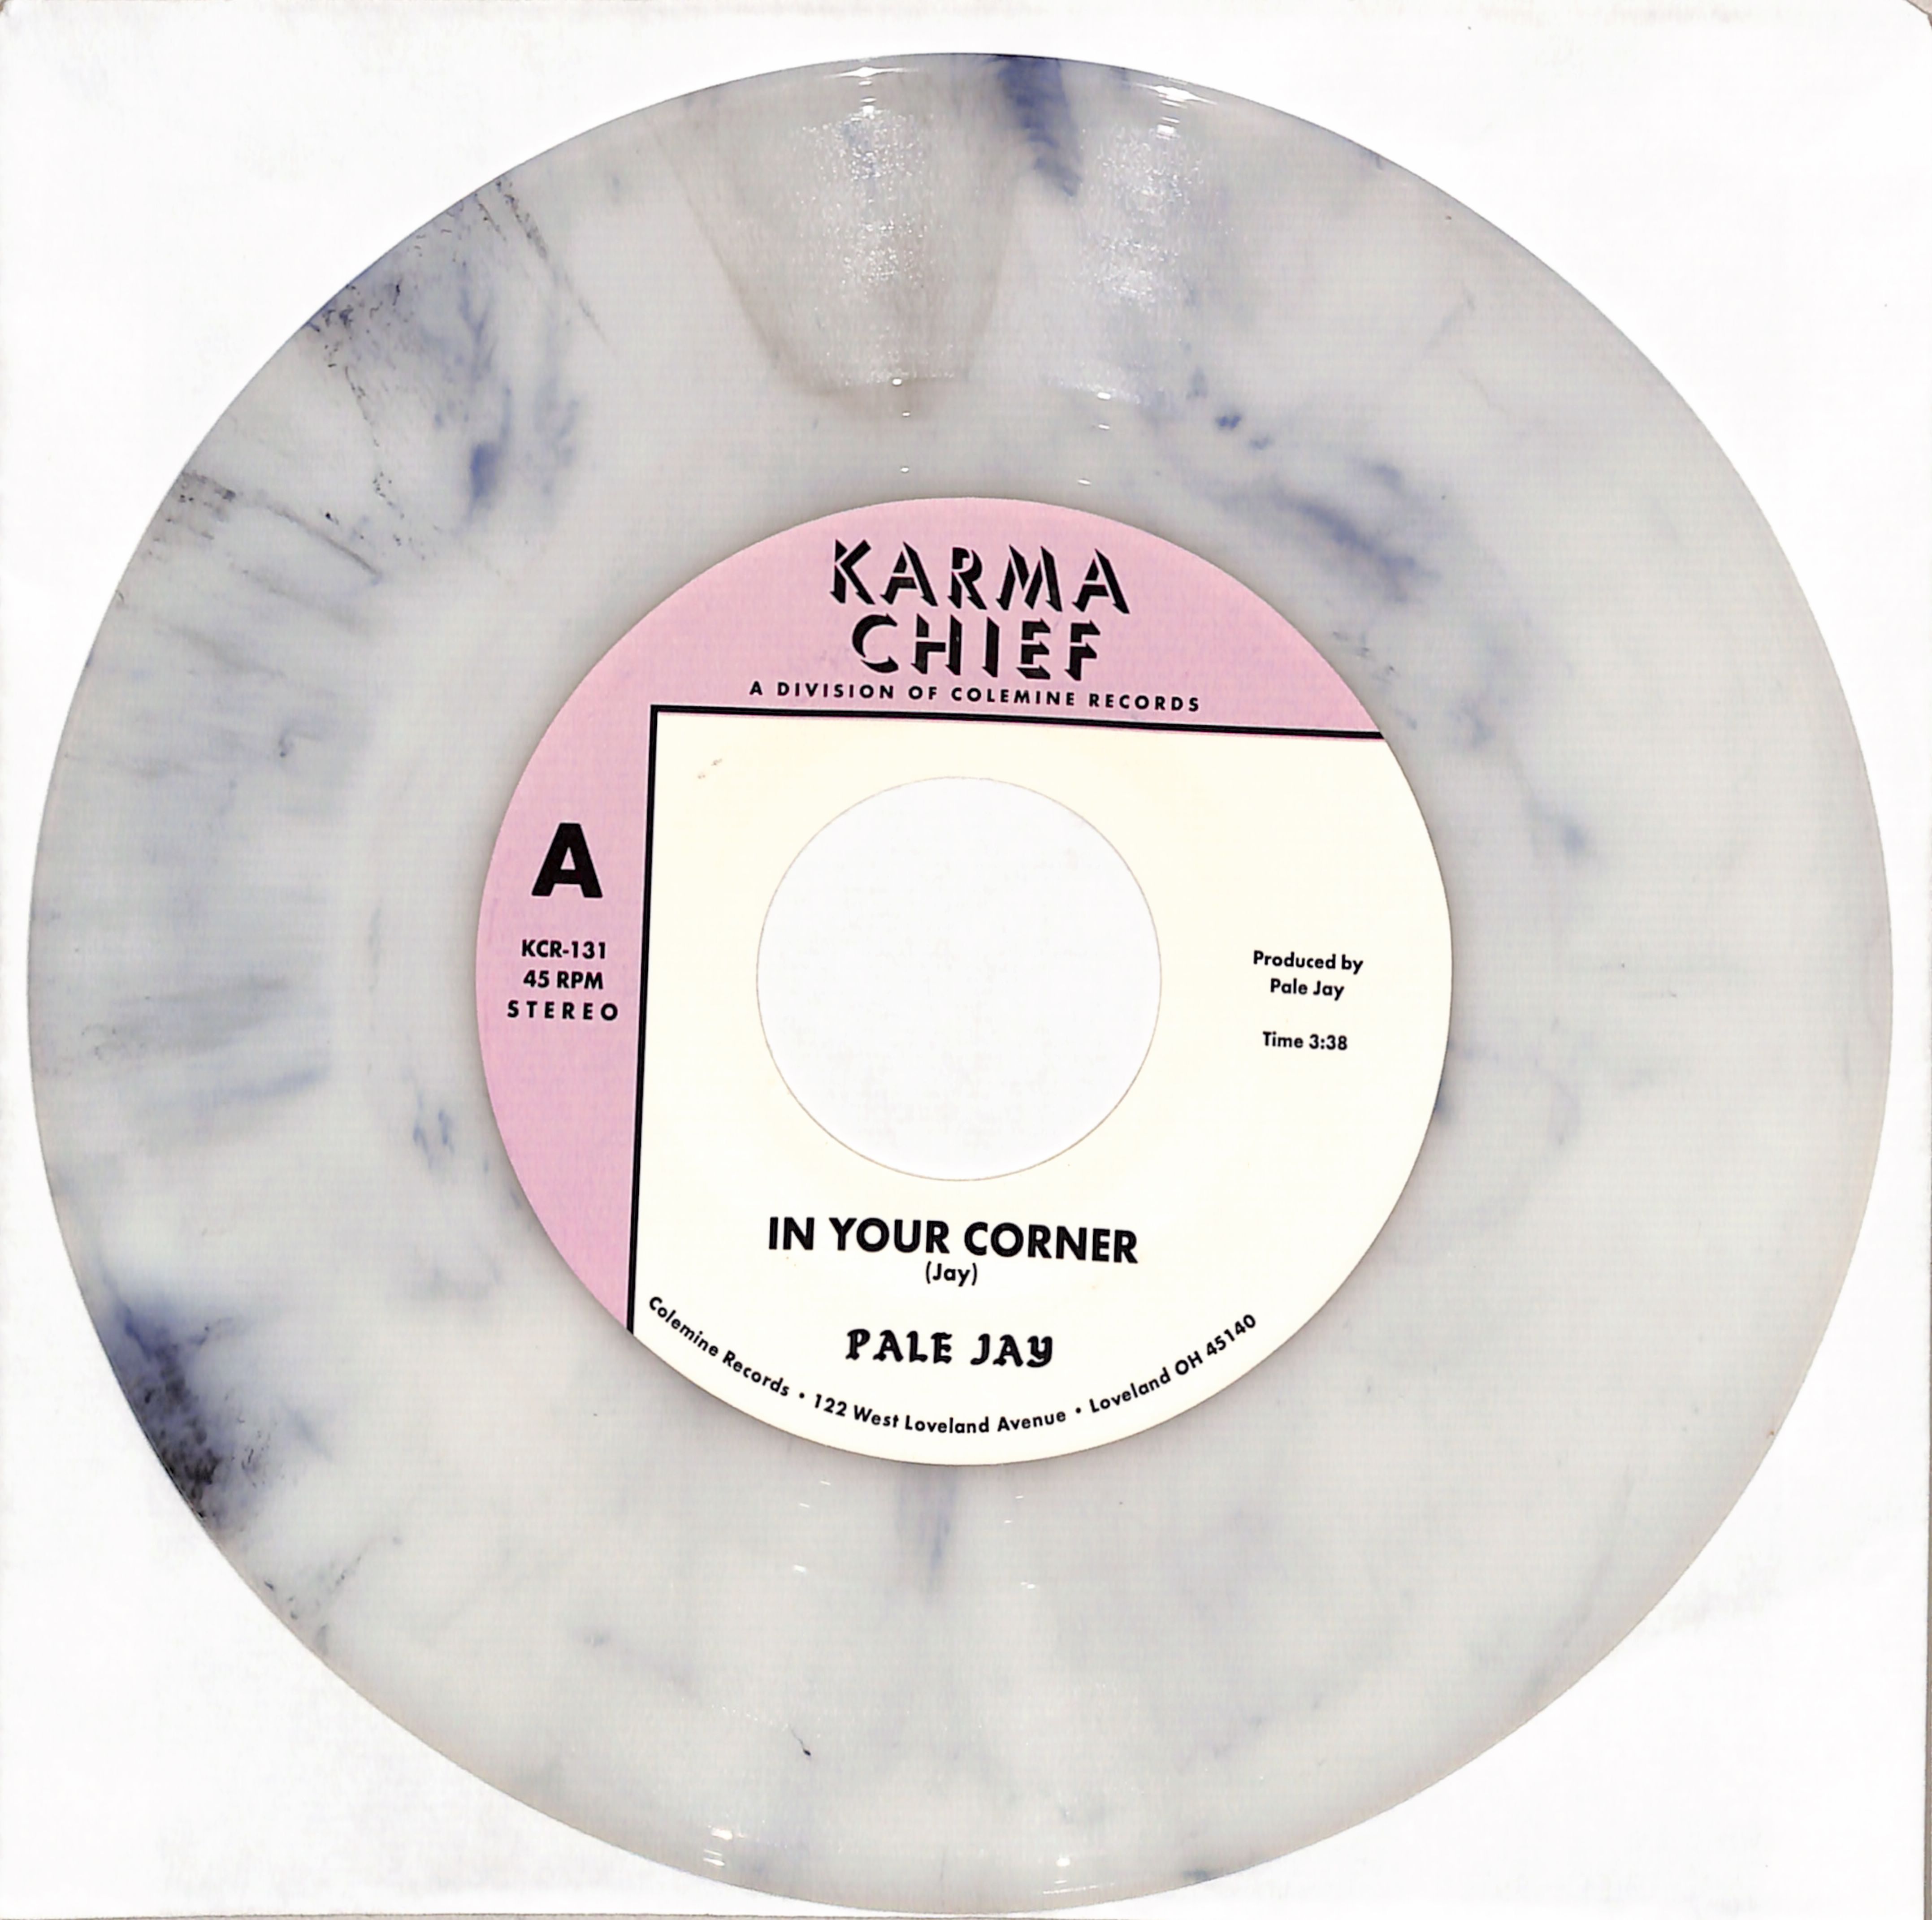 KARMA
CHIEF
A DIVISION OF COLEMINE RECORDS
A
KCR-131
45 RPM
STEREO
Produced by
Pale Jay
Time 3:38
IN YOUR CORNER
(Jay)
PALE JAY
Colemine Records • 122 West Loveland Avenue • Loveland OH 45140